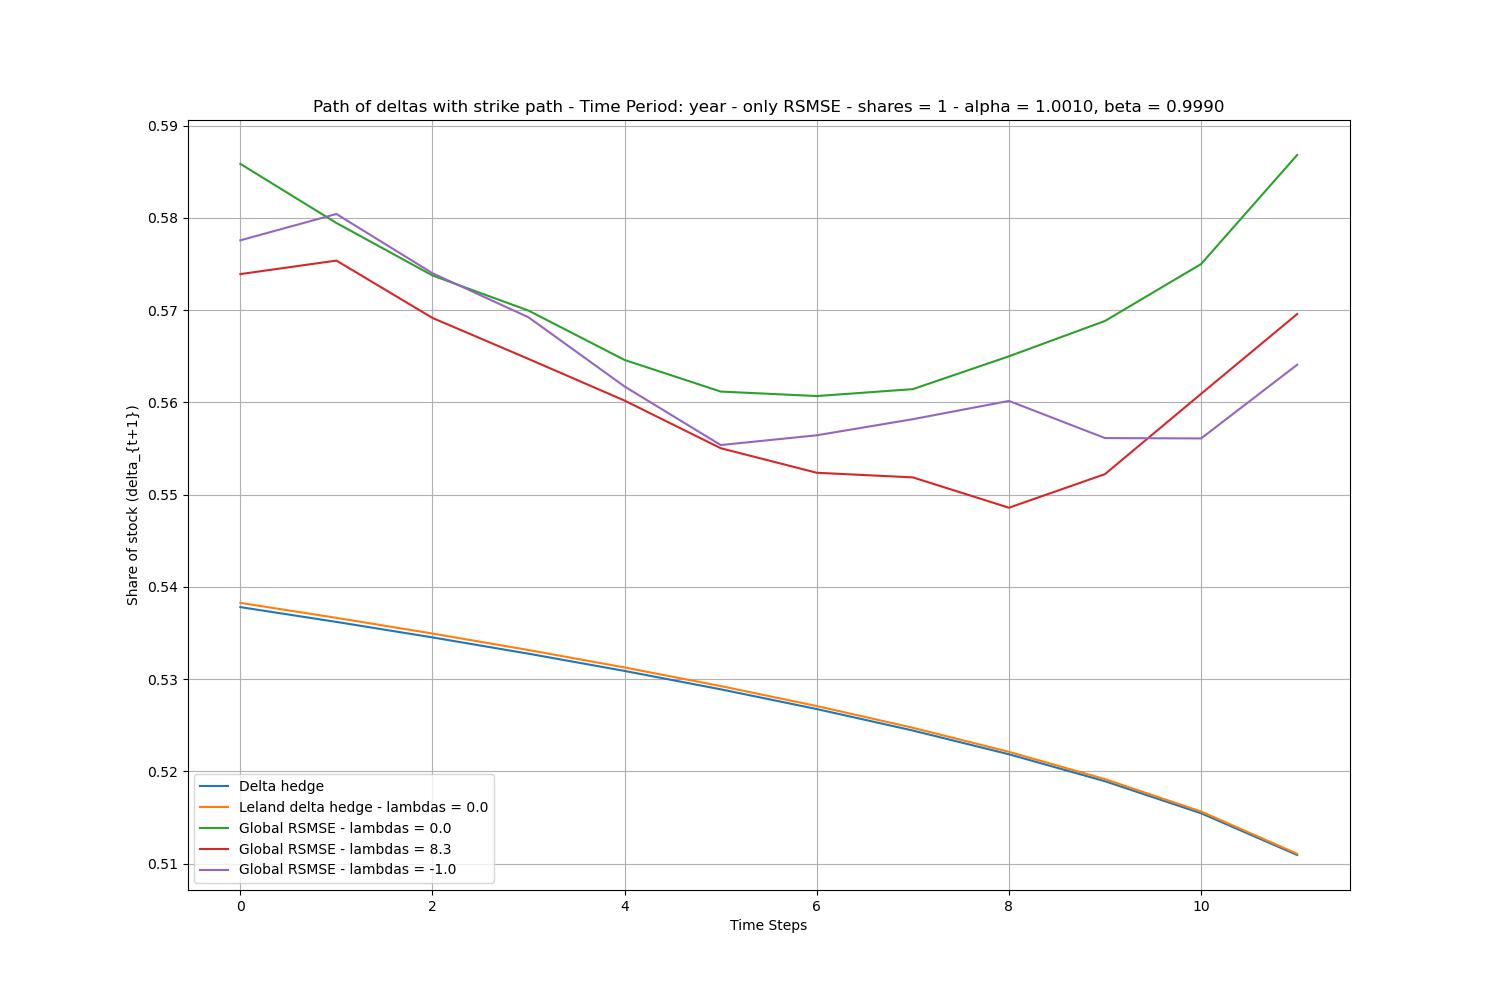 Path of deltas with strike path - Time Period: year - only RSMSE - shares = 1 - alpha = 1.0010, beta = 0.9990
Share of stock (delta_{t+1})
0.59
0.58
0.57
0.56
0.55
0.54
0.53
0.52
0.51
Delta hedge
Leland delta hedge - lambdas = 0.0
Global RSMSE - lambdas = 0.0
Global RSMSE - lambdas = 8.3
Global RSMSE - lambdas = -1.0
0 2 4 6 8 10
Time Steps